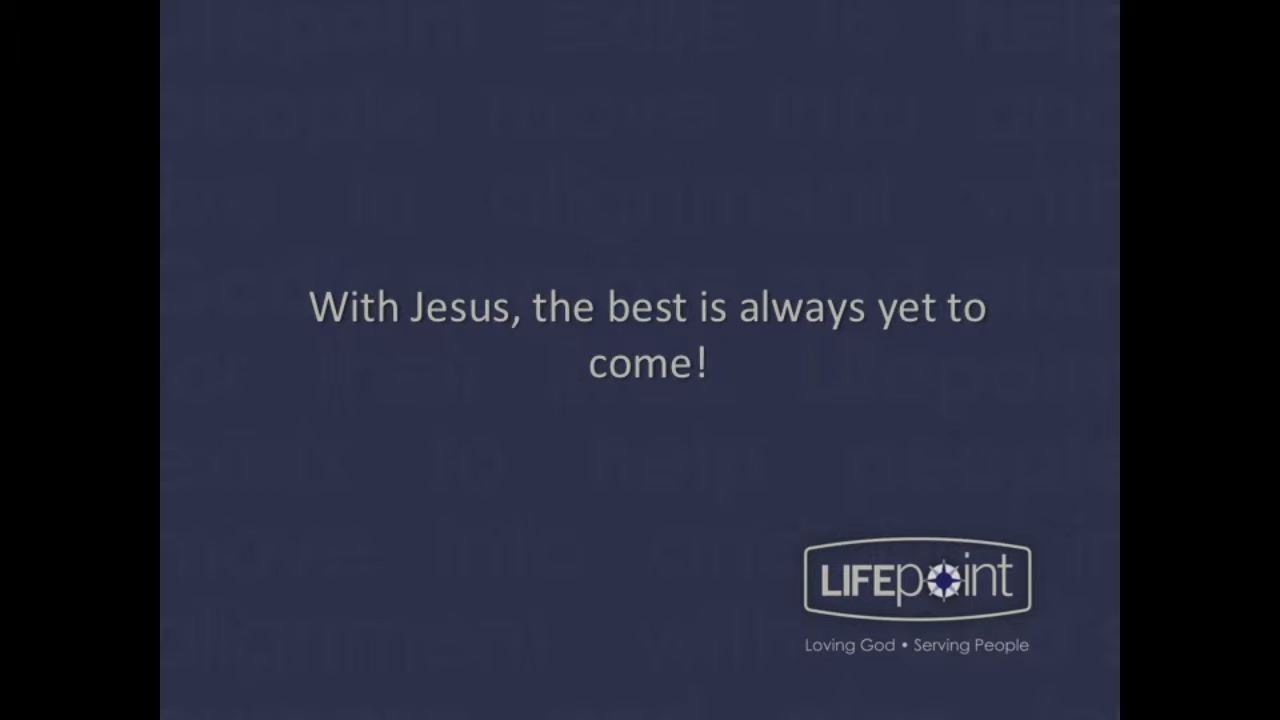 With Jesus, the best is always yet to
come!
LIFEpoint
Loving God • Serving People